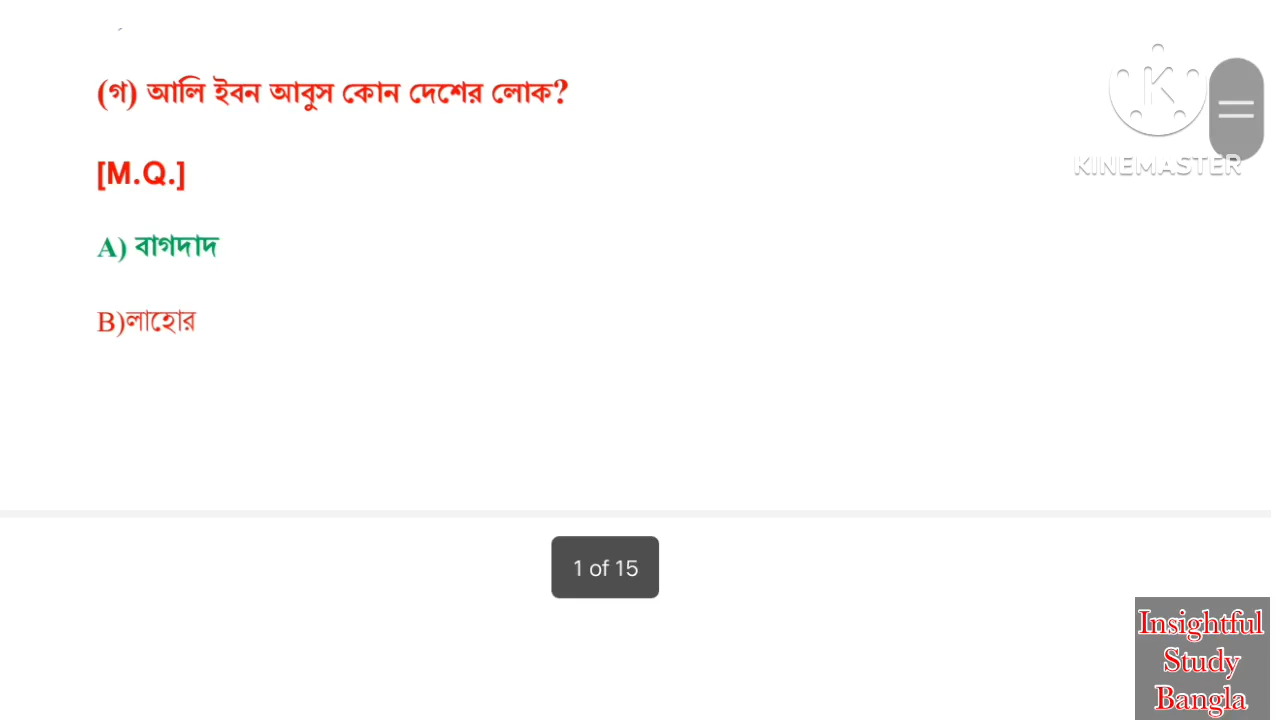 (গ) আলি ইবন আবুস কোন দেশের লোক?
[M.Q.]
A) বাগদাদ
B)লাহোর
KINEMASTER
1 of 15
Insightful
Study
Bangla